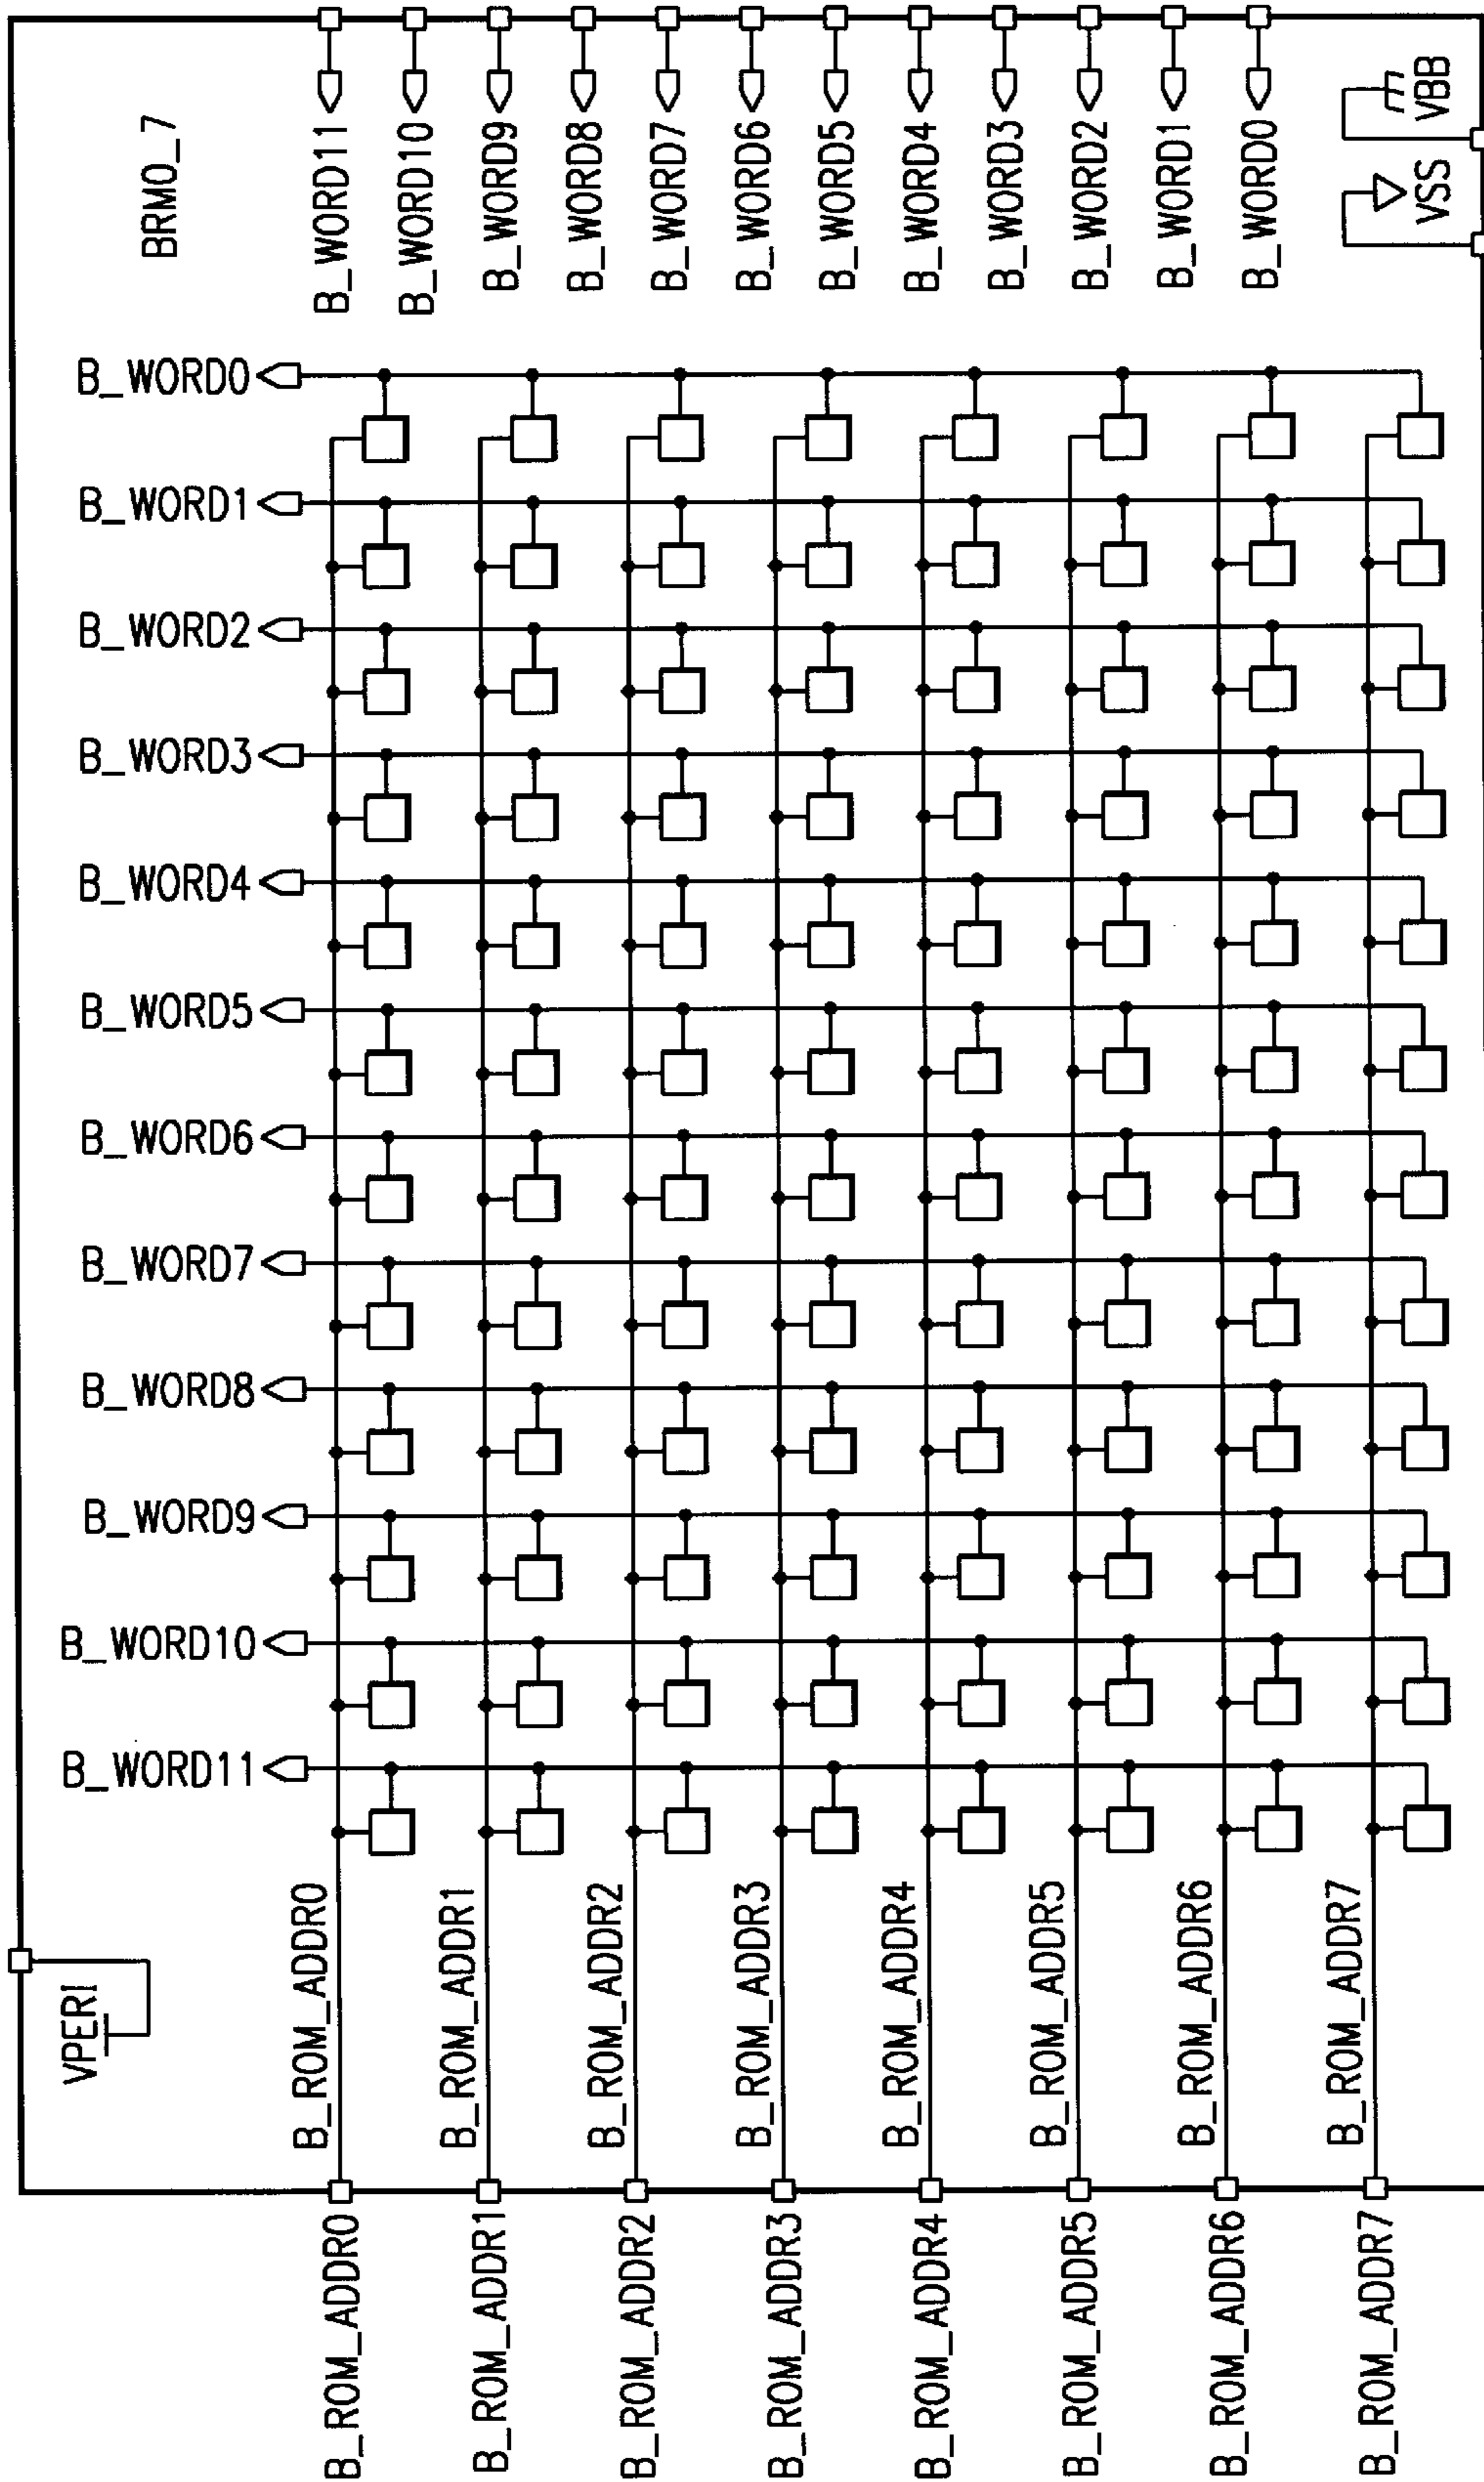 BRM0_7
B_WORD11
B_WORD10
B_WORD9
B_WORD8
B_WORD7
B_WORD6
B_WORD5
B_WORD4
B_WORD3
B_WORD2
B_WORD1
B_WORD0
VBB
VSS
B_WORD0
B_WORD1
B_WORD2
B_WORD3
B_WORD4
B_WORD5
B_WORD6
B_WORD7
B_WORD8
B_WORD9
B_WORD10
B_WORD11
VPERI
B_ROM_ADDR0
B_ROM_ADDR1
B_ROM_ADDR2
B_ROM_ADDR3
B_ROM_ADDR4
B_ROM_ADDR5
B_ROM_ADDR6
B_ROM_ADDR7
B_ROM_ADDR0
B_ROM_ADDR1
B_ROM_ADDR2
B_ROM_ADDR3
B_ROM_ADDR4
B_ROM_ADDR5
B_ROM_ADDR6
B_ROM_ADDR7